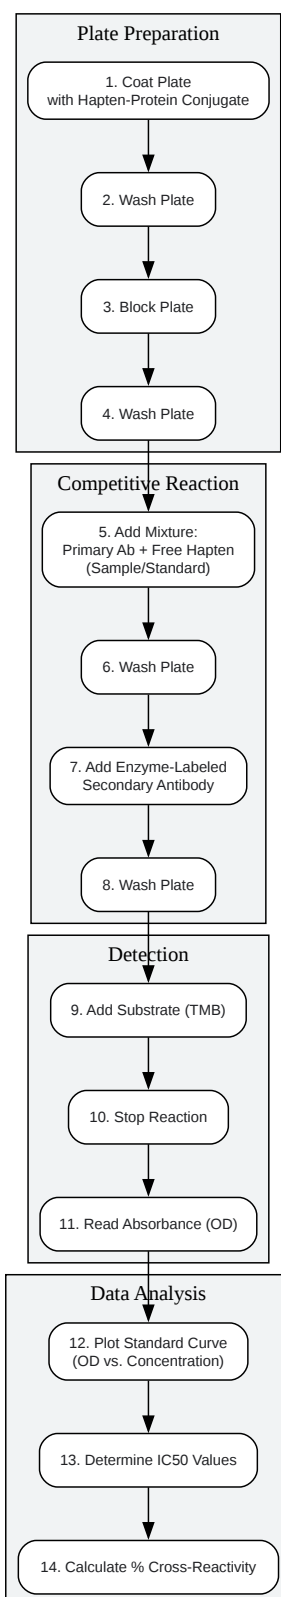 Plate Preparation
1. Coat Plate
with Hapten-Protein Conjugate
2. Wash Plate
3. Block Plate
4. Wash Plate
Competitive Reaction
5. Add Mixture:
Primary Ab + Free Hapten
(Sample/Standard)
6. Wash Plate
7. Add Enzyme-Labeled
Secondary Antibody
8. Wash Plate
Detection
9. Add Substrate (TMB)
10. Stop Reaction
11. Read Absorbance (OD)
Data Analysis
12. Plot Standard Curve
(OD vs. Concentration)
13. Determine IC50 Values
14. Calculate % Cross-Reactivity